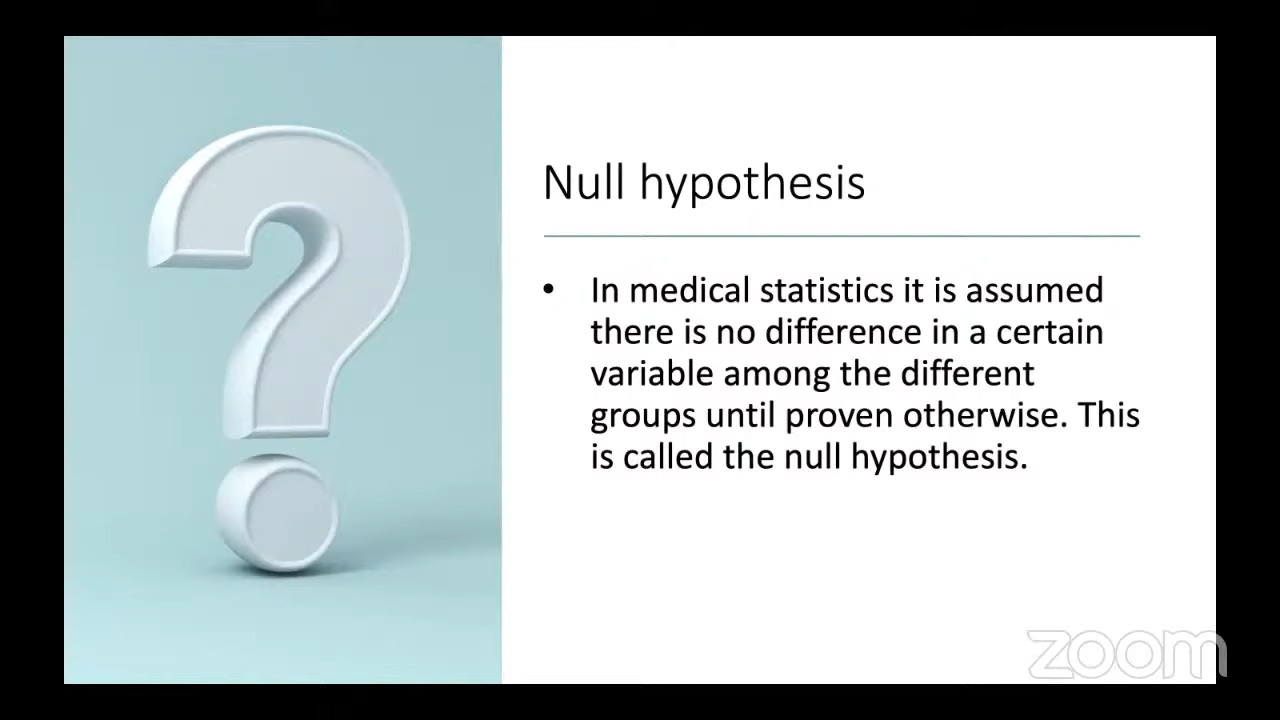 Null hypothesis
• In medical statistics it is assumed
there is no difference in a certain
variable among the different
groups until proven otherwise. This
is called the null hypothesis.
zoom